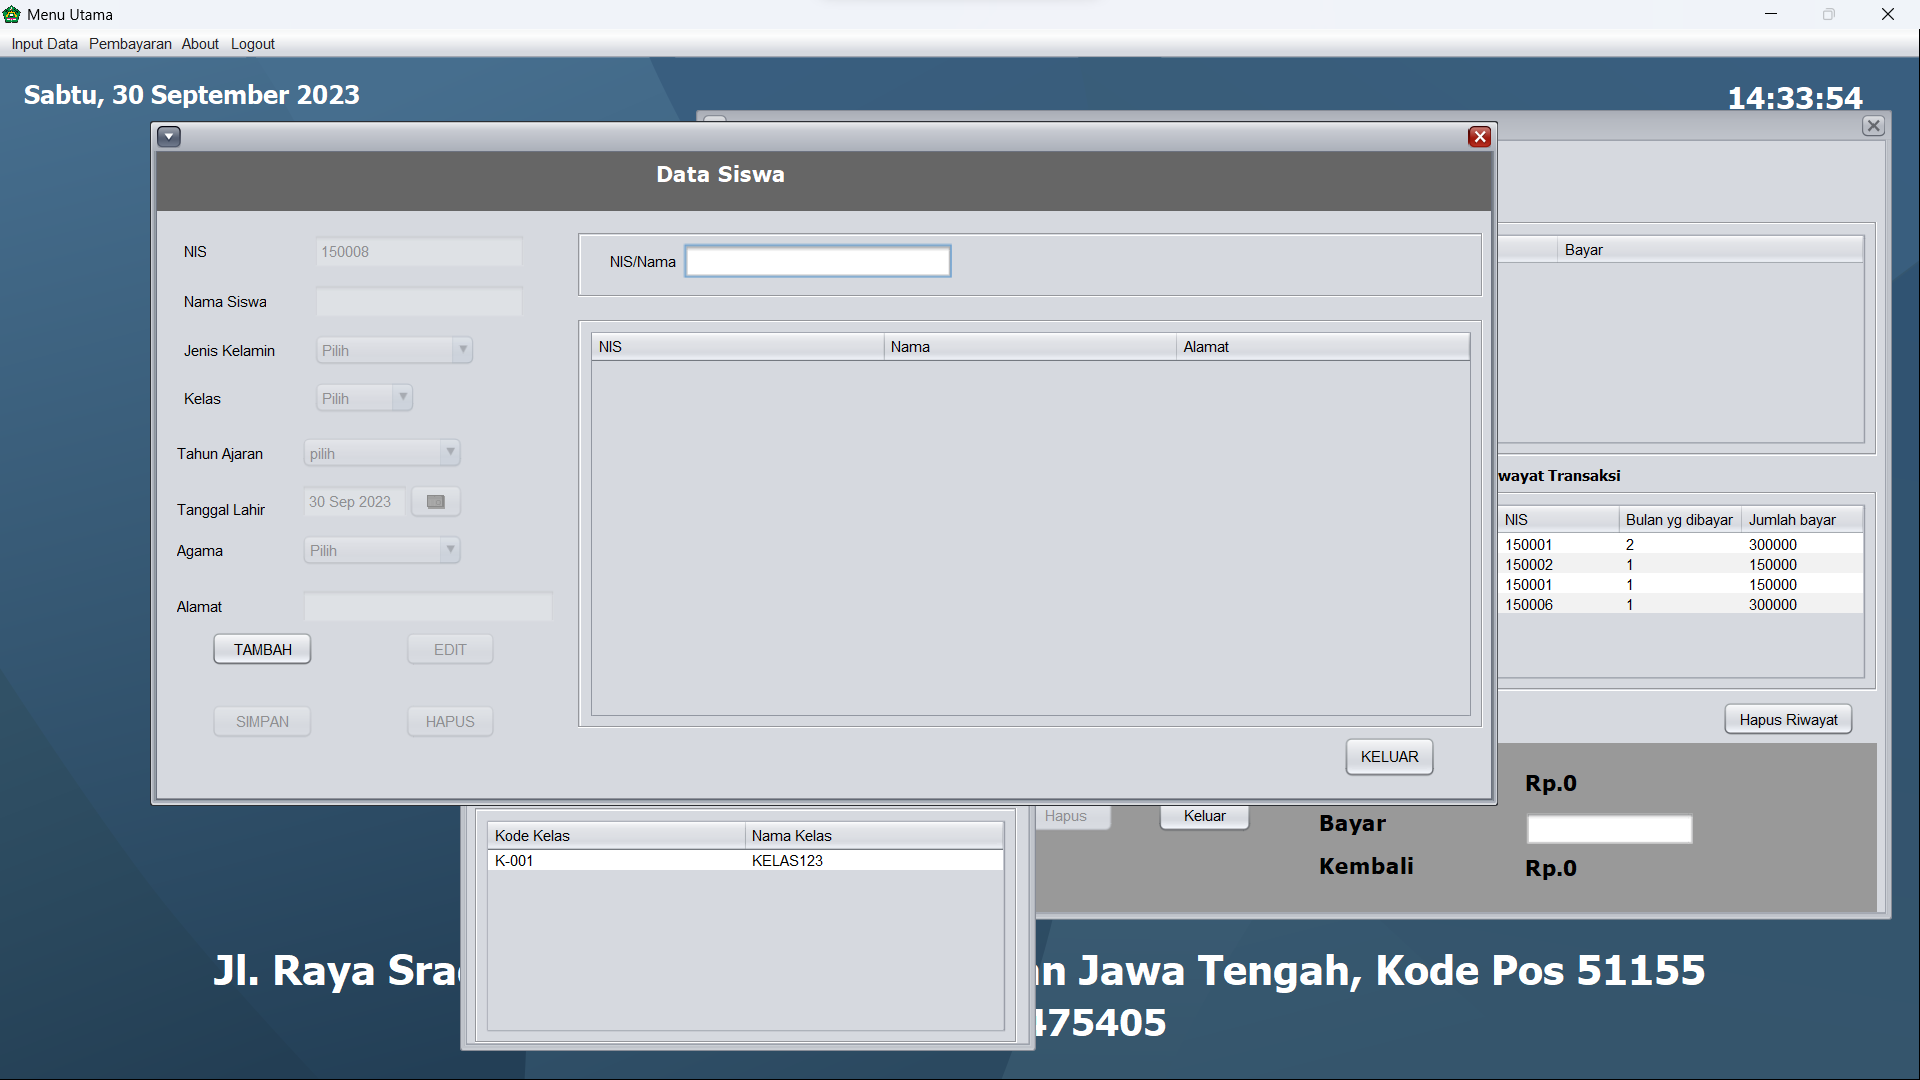 Menu Utama
Input Data Pembayaran About Logout
Sabtu, 30 September 2023
14:33:54
Data Siswa
NIS 150008
Nama Siswa
Jenis Kelamin Pilih
Kelas Pilih
Tahun Ajaran pilih
Tanggal Lahir 30 Sep 2023
Agama Pilih
Alamat
TAMBAH EDIT
SIMPAN HAPUS
NIS/Nama
NIS Nama Alamat
KELUAR
Bayar
wayat Transaksi
NIS Bulan yg dibayar Jumlah bayar
150001 2 300000
150002 1 150000
150001 1 150000
150006 1 300000
Hapus Riwayat
Rp.0
Hapus Keluar
Bayar
Kembali Rp.0
Kode Kelas Nama Kelas
K-001 KELAS123
Jl. Raya Sra
n Jawa Tengah, Kode Pos 51155
475405